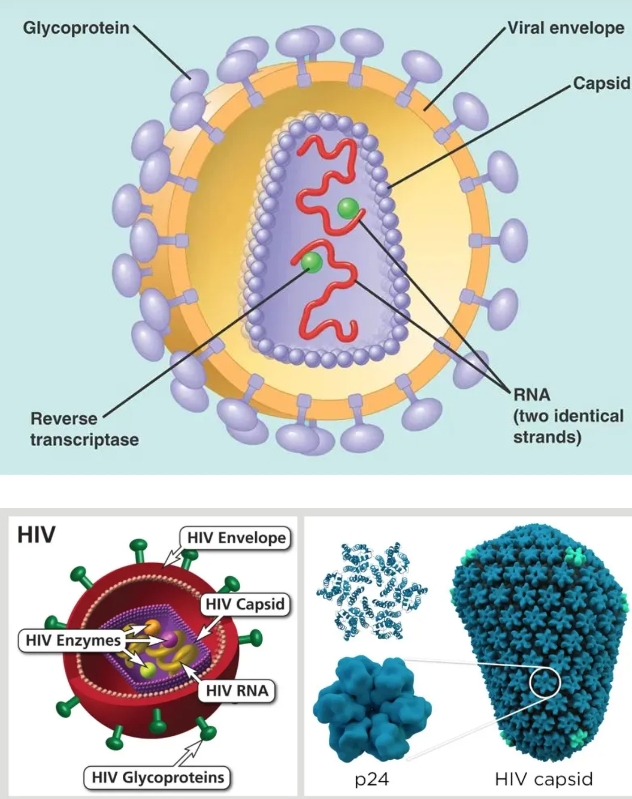 Glycoprotein
Viral envelope
Capsid
RNA
(two identical
strands)
Reverse
transcriptase
HIV
HIV Envelope
HIV Capsid
HIV Enzymes
HIV RNA
HIV Glycoproteins
p24
HIV capsid